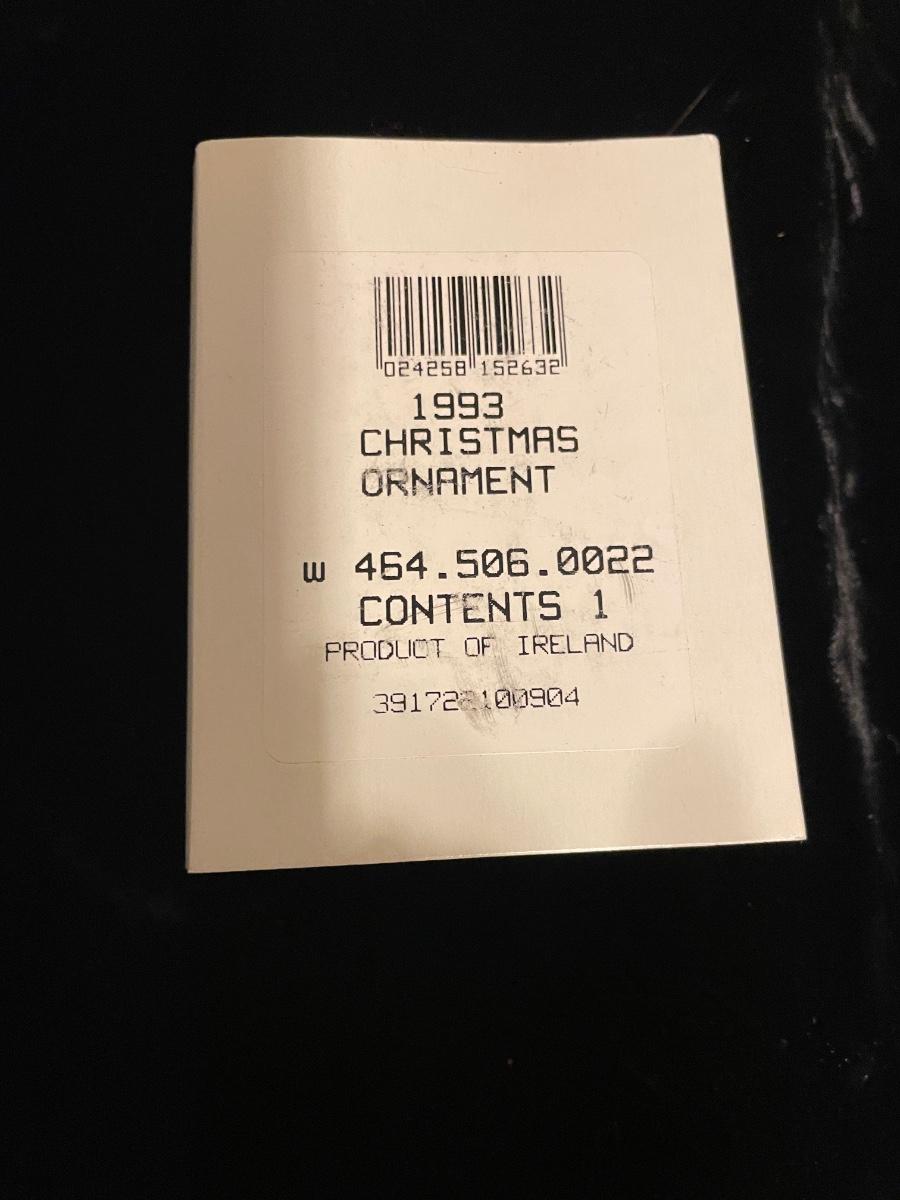 024258 152632
1993
CHRISTMAS
ORNAMENT
W 464.506.0022
CONTENTS 1
PRODUCT OF IRELAND